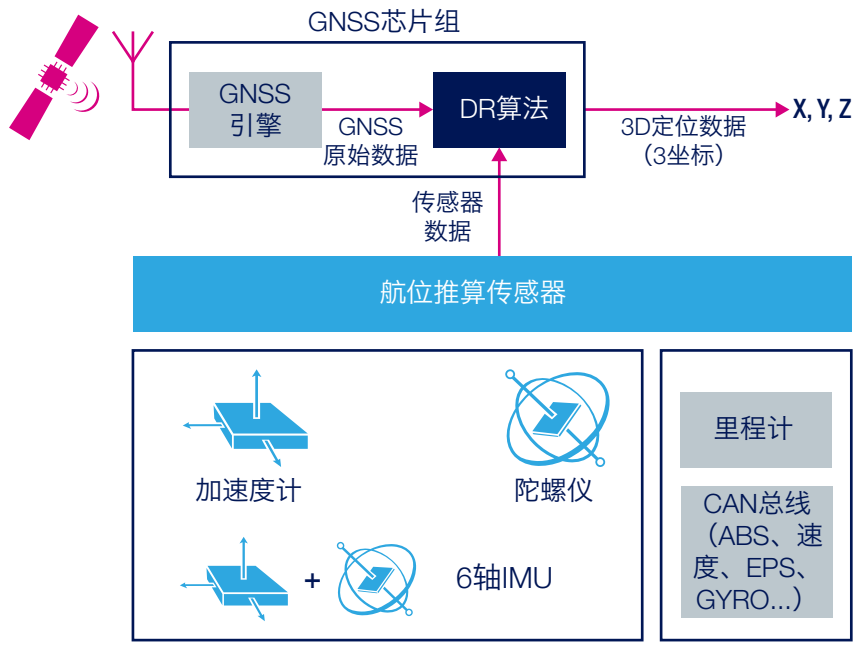 GNSS芯片组
GNSS
引擎
GNSS
原始数据
DR算法
3D定位数据
（3坐标）
X, Y, Z
传感器
数据
航位推算传感器
加速度计
陀螺仪
+
6轴IMU
里程计
CAN总线
（ABS、速
度、EPS、
GYRO...）